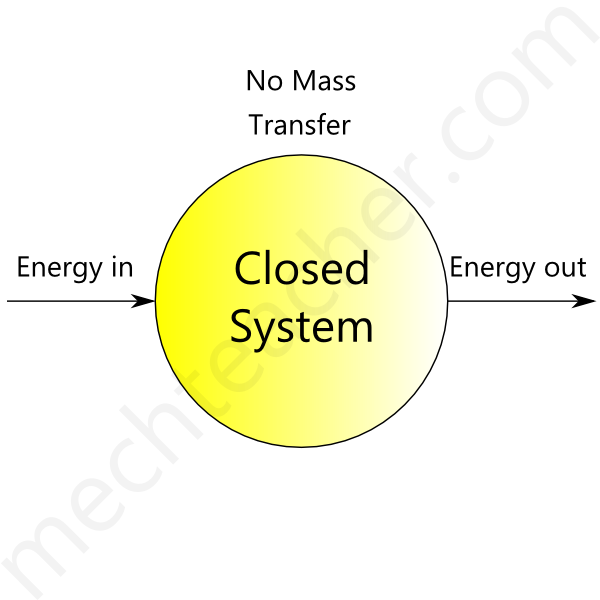 No Mass
Transfer
Energy in
Closed
System
Energy out
mechteacher.com